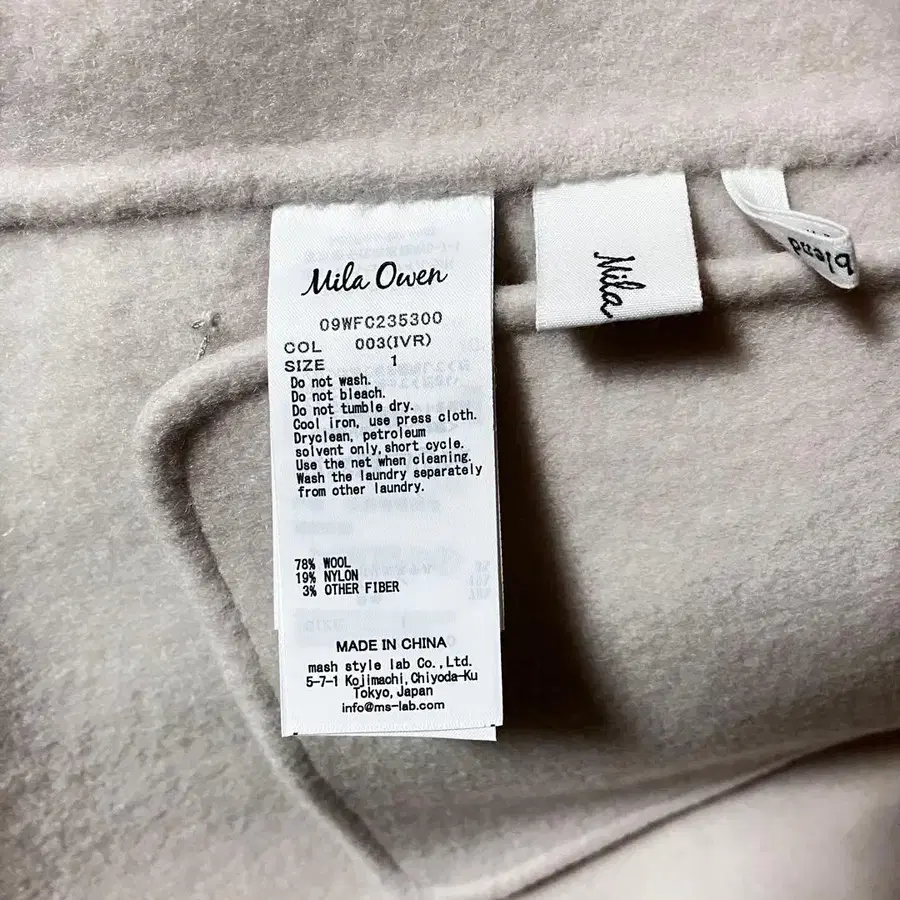 Mila Owen
09WFC235300
COL 003(IVR)
SIZE 1
Do not wash.
Do not bleach.
Do not tumble dry.
Cool iron, use press cloth.
Dryclean, petroleum
solvent only,short cycle.
Use the net when cleaning.
Wash the laundry separately
from other laundry.
78% WOOL
19% NYLON
3% OTHER FIBER
MADE IN CHINA
mash style lab Co.,Ltd.
5-7-1 Kojimachi,Chiyoda-Ku
Tokyo,Japan
info@ms-lab.com
Mila
blend